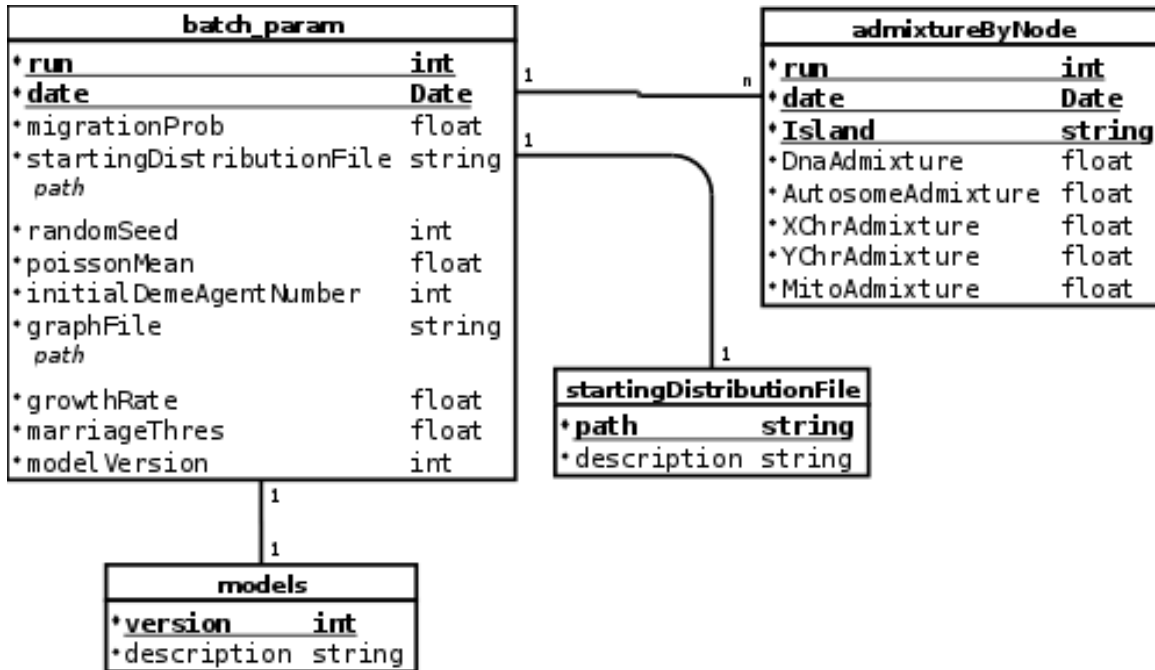 batch_param
run int
date Date
migrationProb float
startingDistributionFile string
path
randomSeed int
poissonMean float
initialDemeAgentNumber int
graphFile string
path
growthRate float
marriageThres float
modelVersion int
1
n
1
admixtureByNode
run int
date Date
Island string
DnaAdmixture float
AutosomeAdmixture float
XChrAdmixture float
YChrAdmixture float
MitoAdmixture float
1
startingDistributionFile
path string
description string
1
1
models
version int
description string